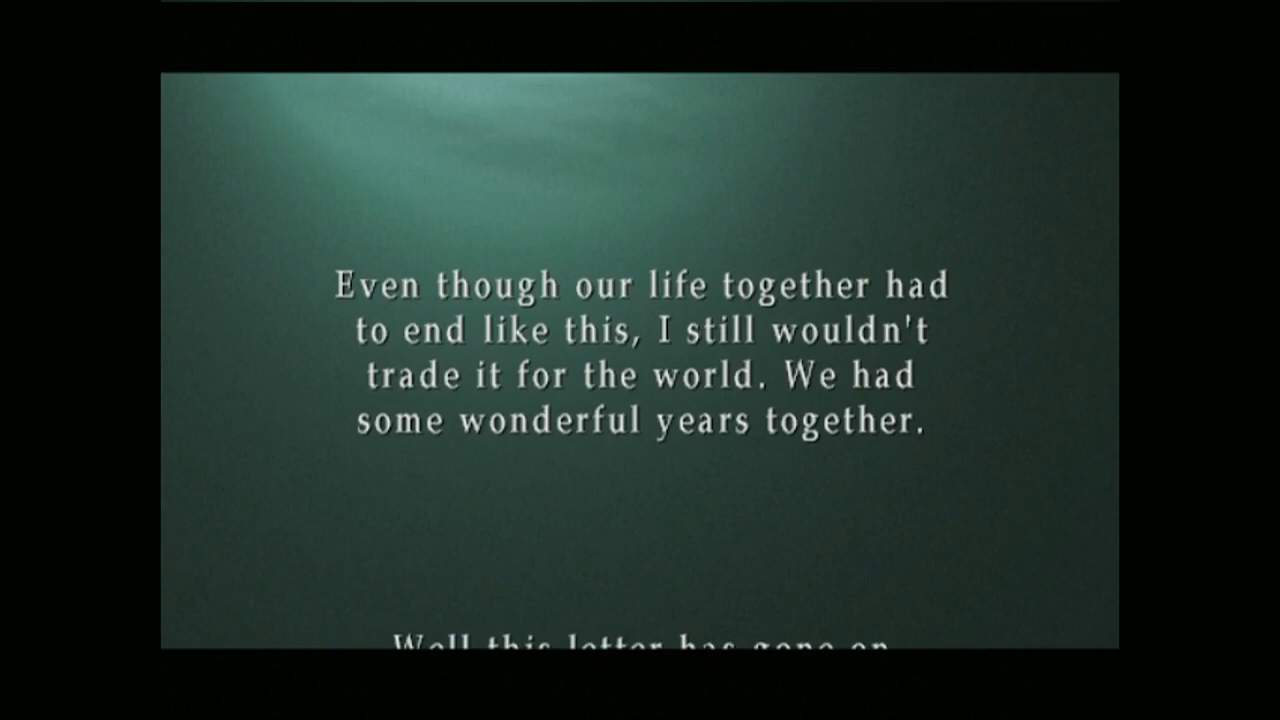 Even though our life together had
to end like this, I still wouldn't
trade it for the world. We had
some wonderful years together.
Well this letter has gone on